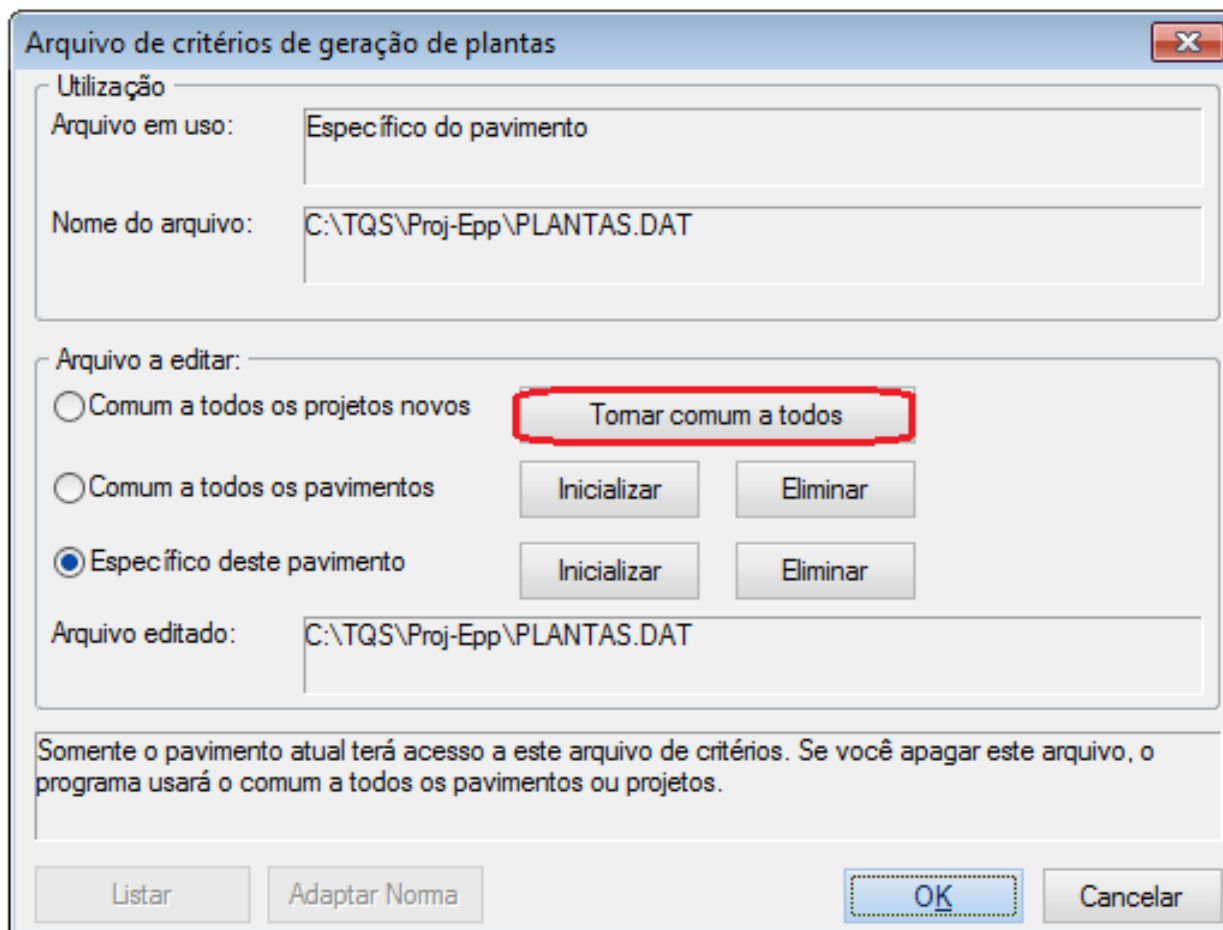 Arquivo de critérios de geração de plantas
Utilização
Arquivo em uso: Específico do pavimento
Nome do arquivo: C:\TQS\Proj-Epp\PLANTAS.DAT
Arquivo a editar:
Comum a todos os projetos novos Tornar comum a todos
Comum a todos os pavimentos Inicializar Eliminar
Específico deste pavimento Inicializar Eliminar
Arquivo editado: C:\TQS\Proj-Epp\PLANTAS.DAT
Somente o pavimento atual terá acesso a este arquivo de critérios. Se você apagar este arquivo, o
programa usará o comum a todos os pavimentos ou projetos.
Listar Adaptar Norma OK Cancelar